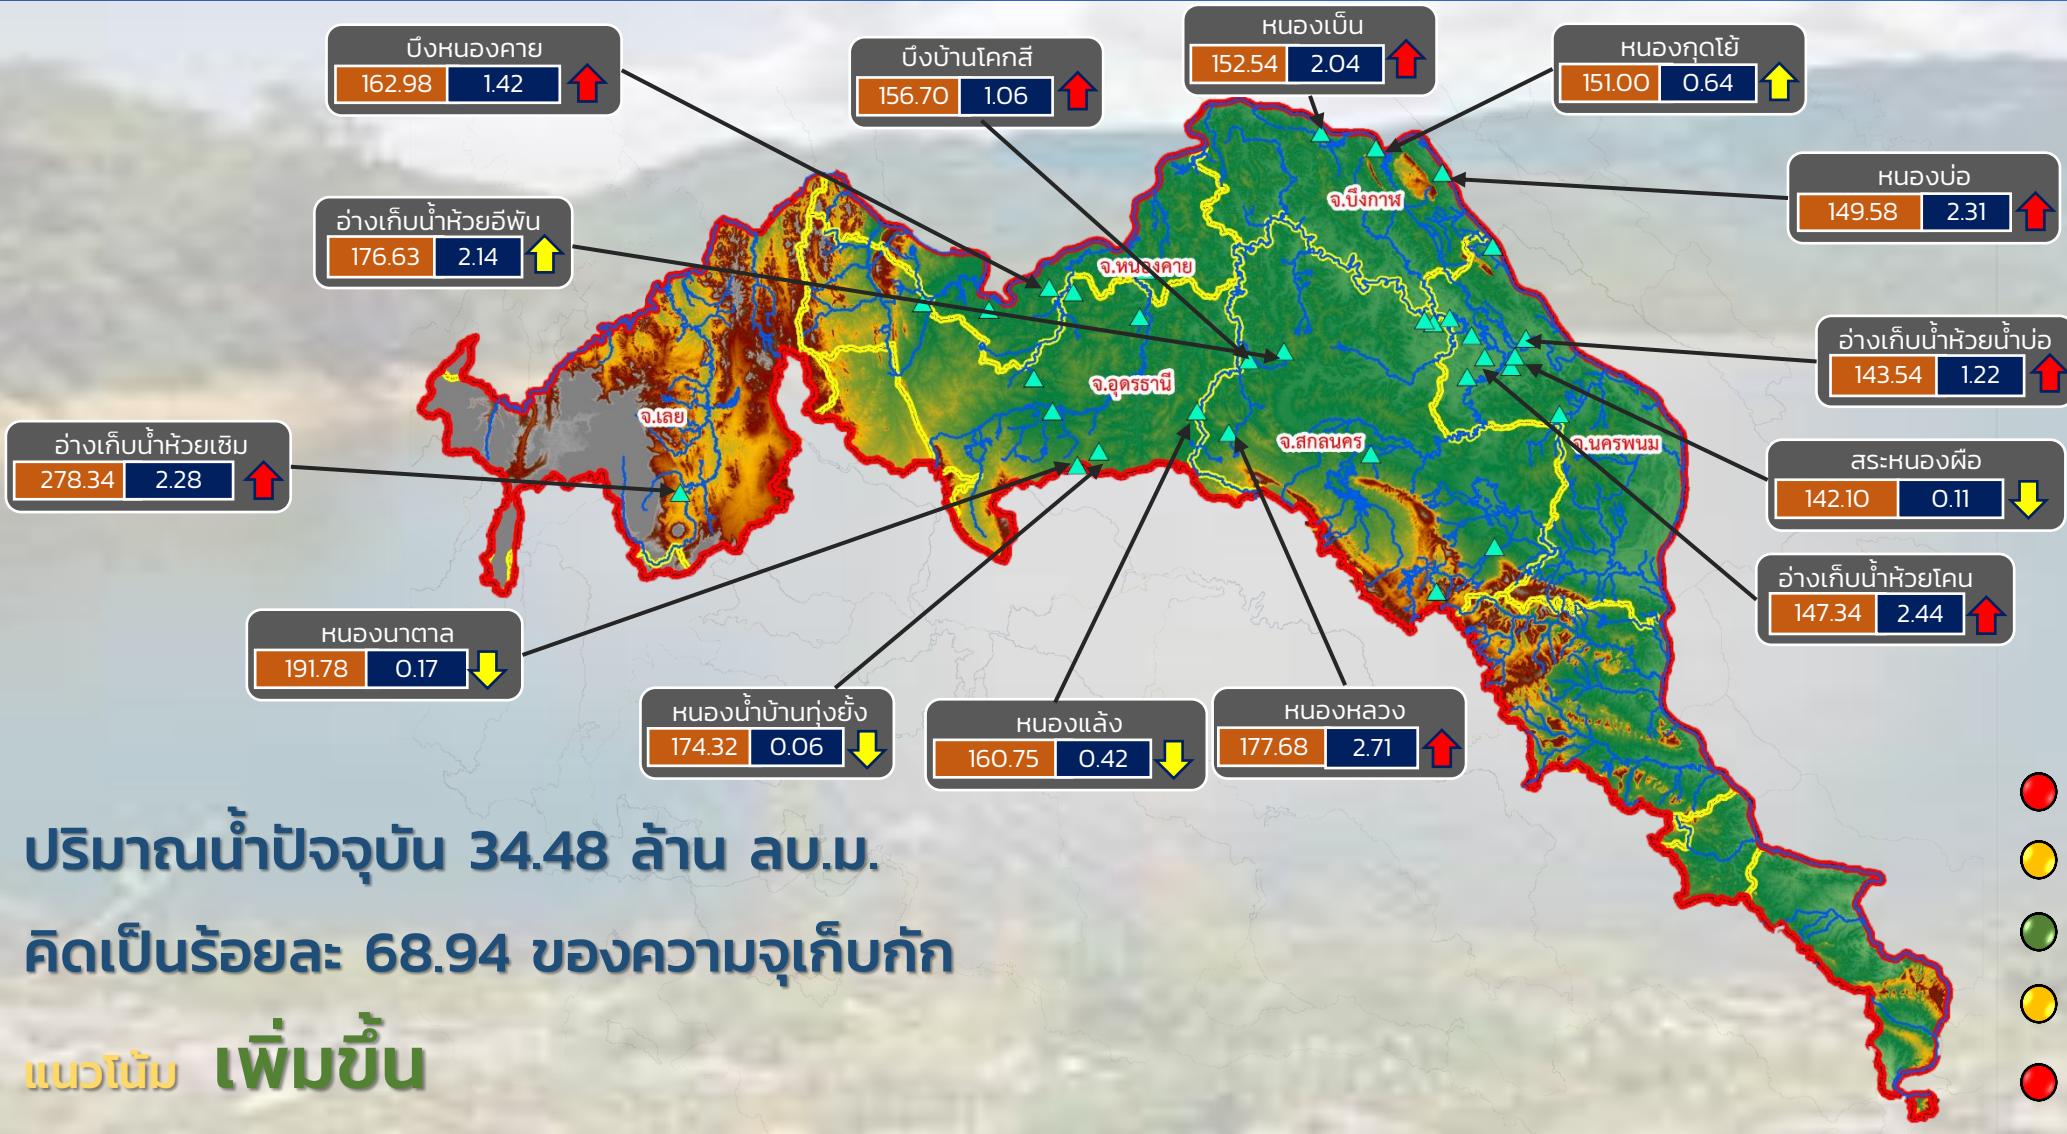 หนองเบ็น
152.54 2.04
บึงหนองคาย
162.98 1.42
บึงบ้านโคกสี
156.70 1.06
หนองกุดโย้
151.00 0.64
หนองบ่อ
149.58 2.31
อ่างเก็บน้ำห้วยอีพัน
176.63 2.14
จ.บึงกาฬ
จ.หนองคาย
อ่างเก็บน้ำห้วยน้ำบ่อ
143.54 1.22
จ.อุดรธานี
จ.เลย
จ.สกลนคร
จ.นครพนม
อ่างเก็บน้ำห้วยเซิม
278.34 2.28
สระหนองผือ
142.10 0.11
อ่างเก็บน้ำห้วยโคน
147.34 2.44
หนองนาตาล
191.78 0.17
หนองน้ำบ้านทุ่งยั้ง
174.32 0.06
หนองแล้ง
160.75 0.42
หนองหลวง
177.68 2.71
ปริมาณน้ำปัจจุบัน 34.48 ล้าน ลบ.ม.
คิดเป็นร้อยละ 68.94 ของความจุเก็บกัก
แนวโน้ม เพิ่มขึ้น